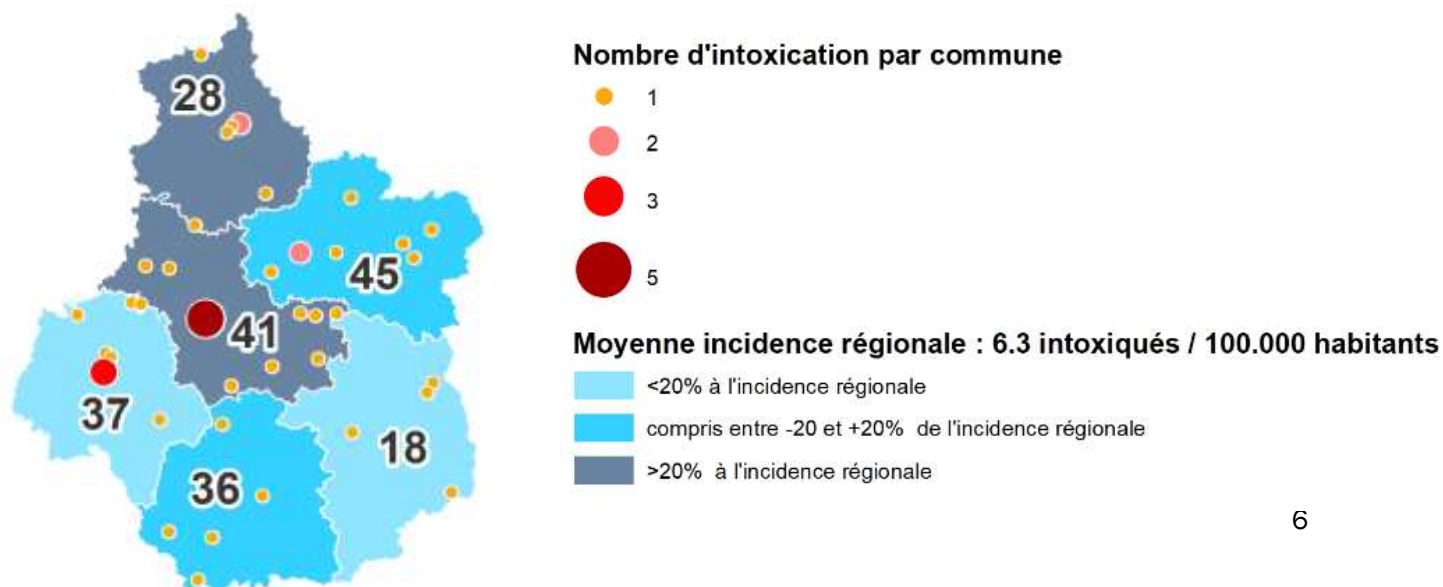 28
45
41
37
18
36
Nombre d'intoxication par commune
1
2
3
5
Moyenne incidence régionale : 6.3 intoxiqués / 100.000 habitants
<20% à l'incidence régionale
compris entre -20 et +20% de l'incidence régionale
>20% à l'incidence régionale
6